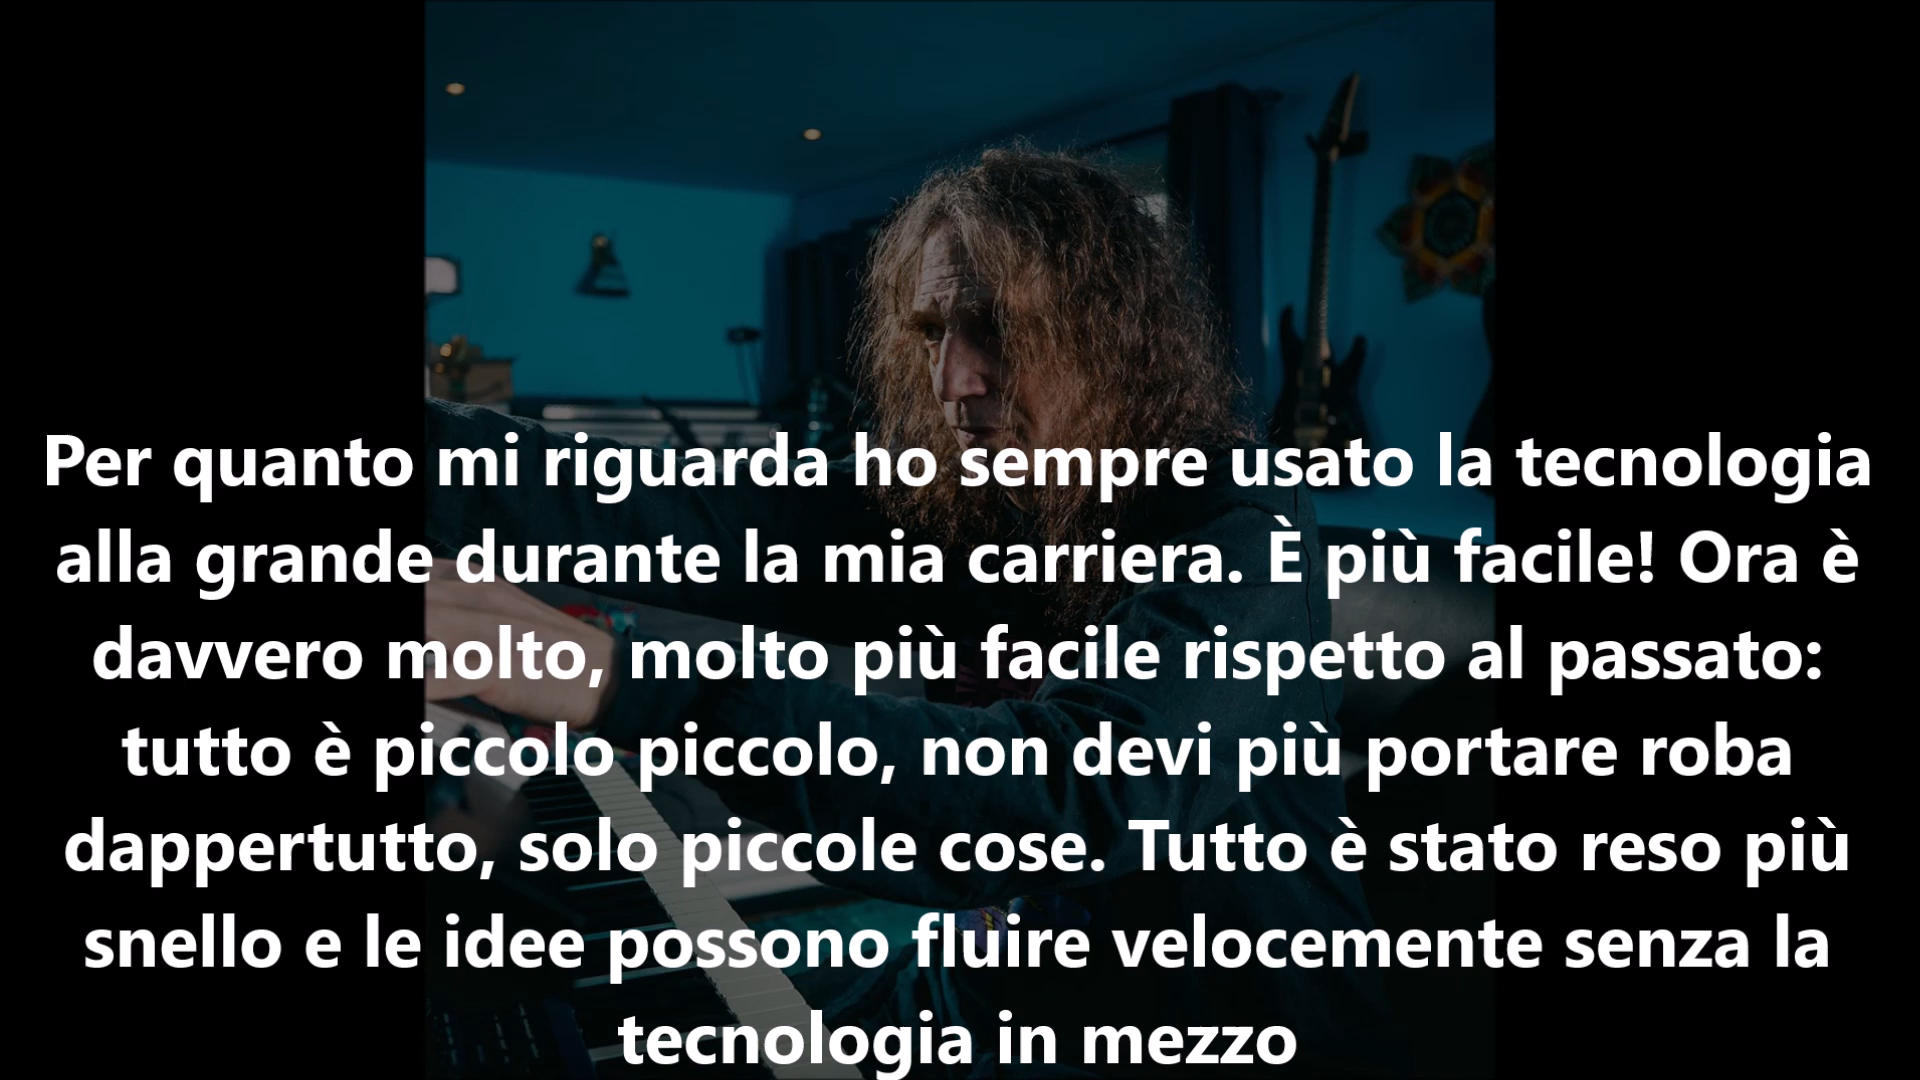 Per quanto mi riguarda ho sempre usato la tecnologia
alla grande durante la mia carriera. È più facile! Ora è
davvero molto, molto più facile rispetto al passato:
tutto è piccolo piccolo, non devi più portare roba
dappertutto, solo piccole cose. Tutto è stato reso più
snello e le idee possono fluire velocemente senza la
tecnologia in mezzo